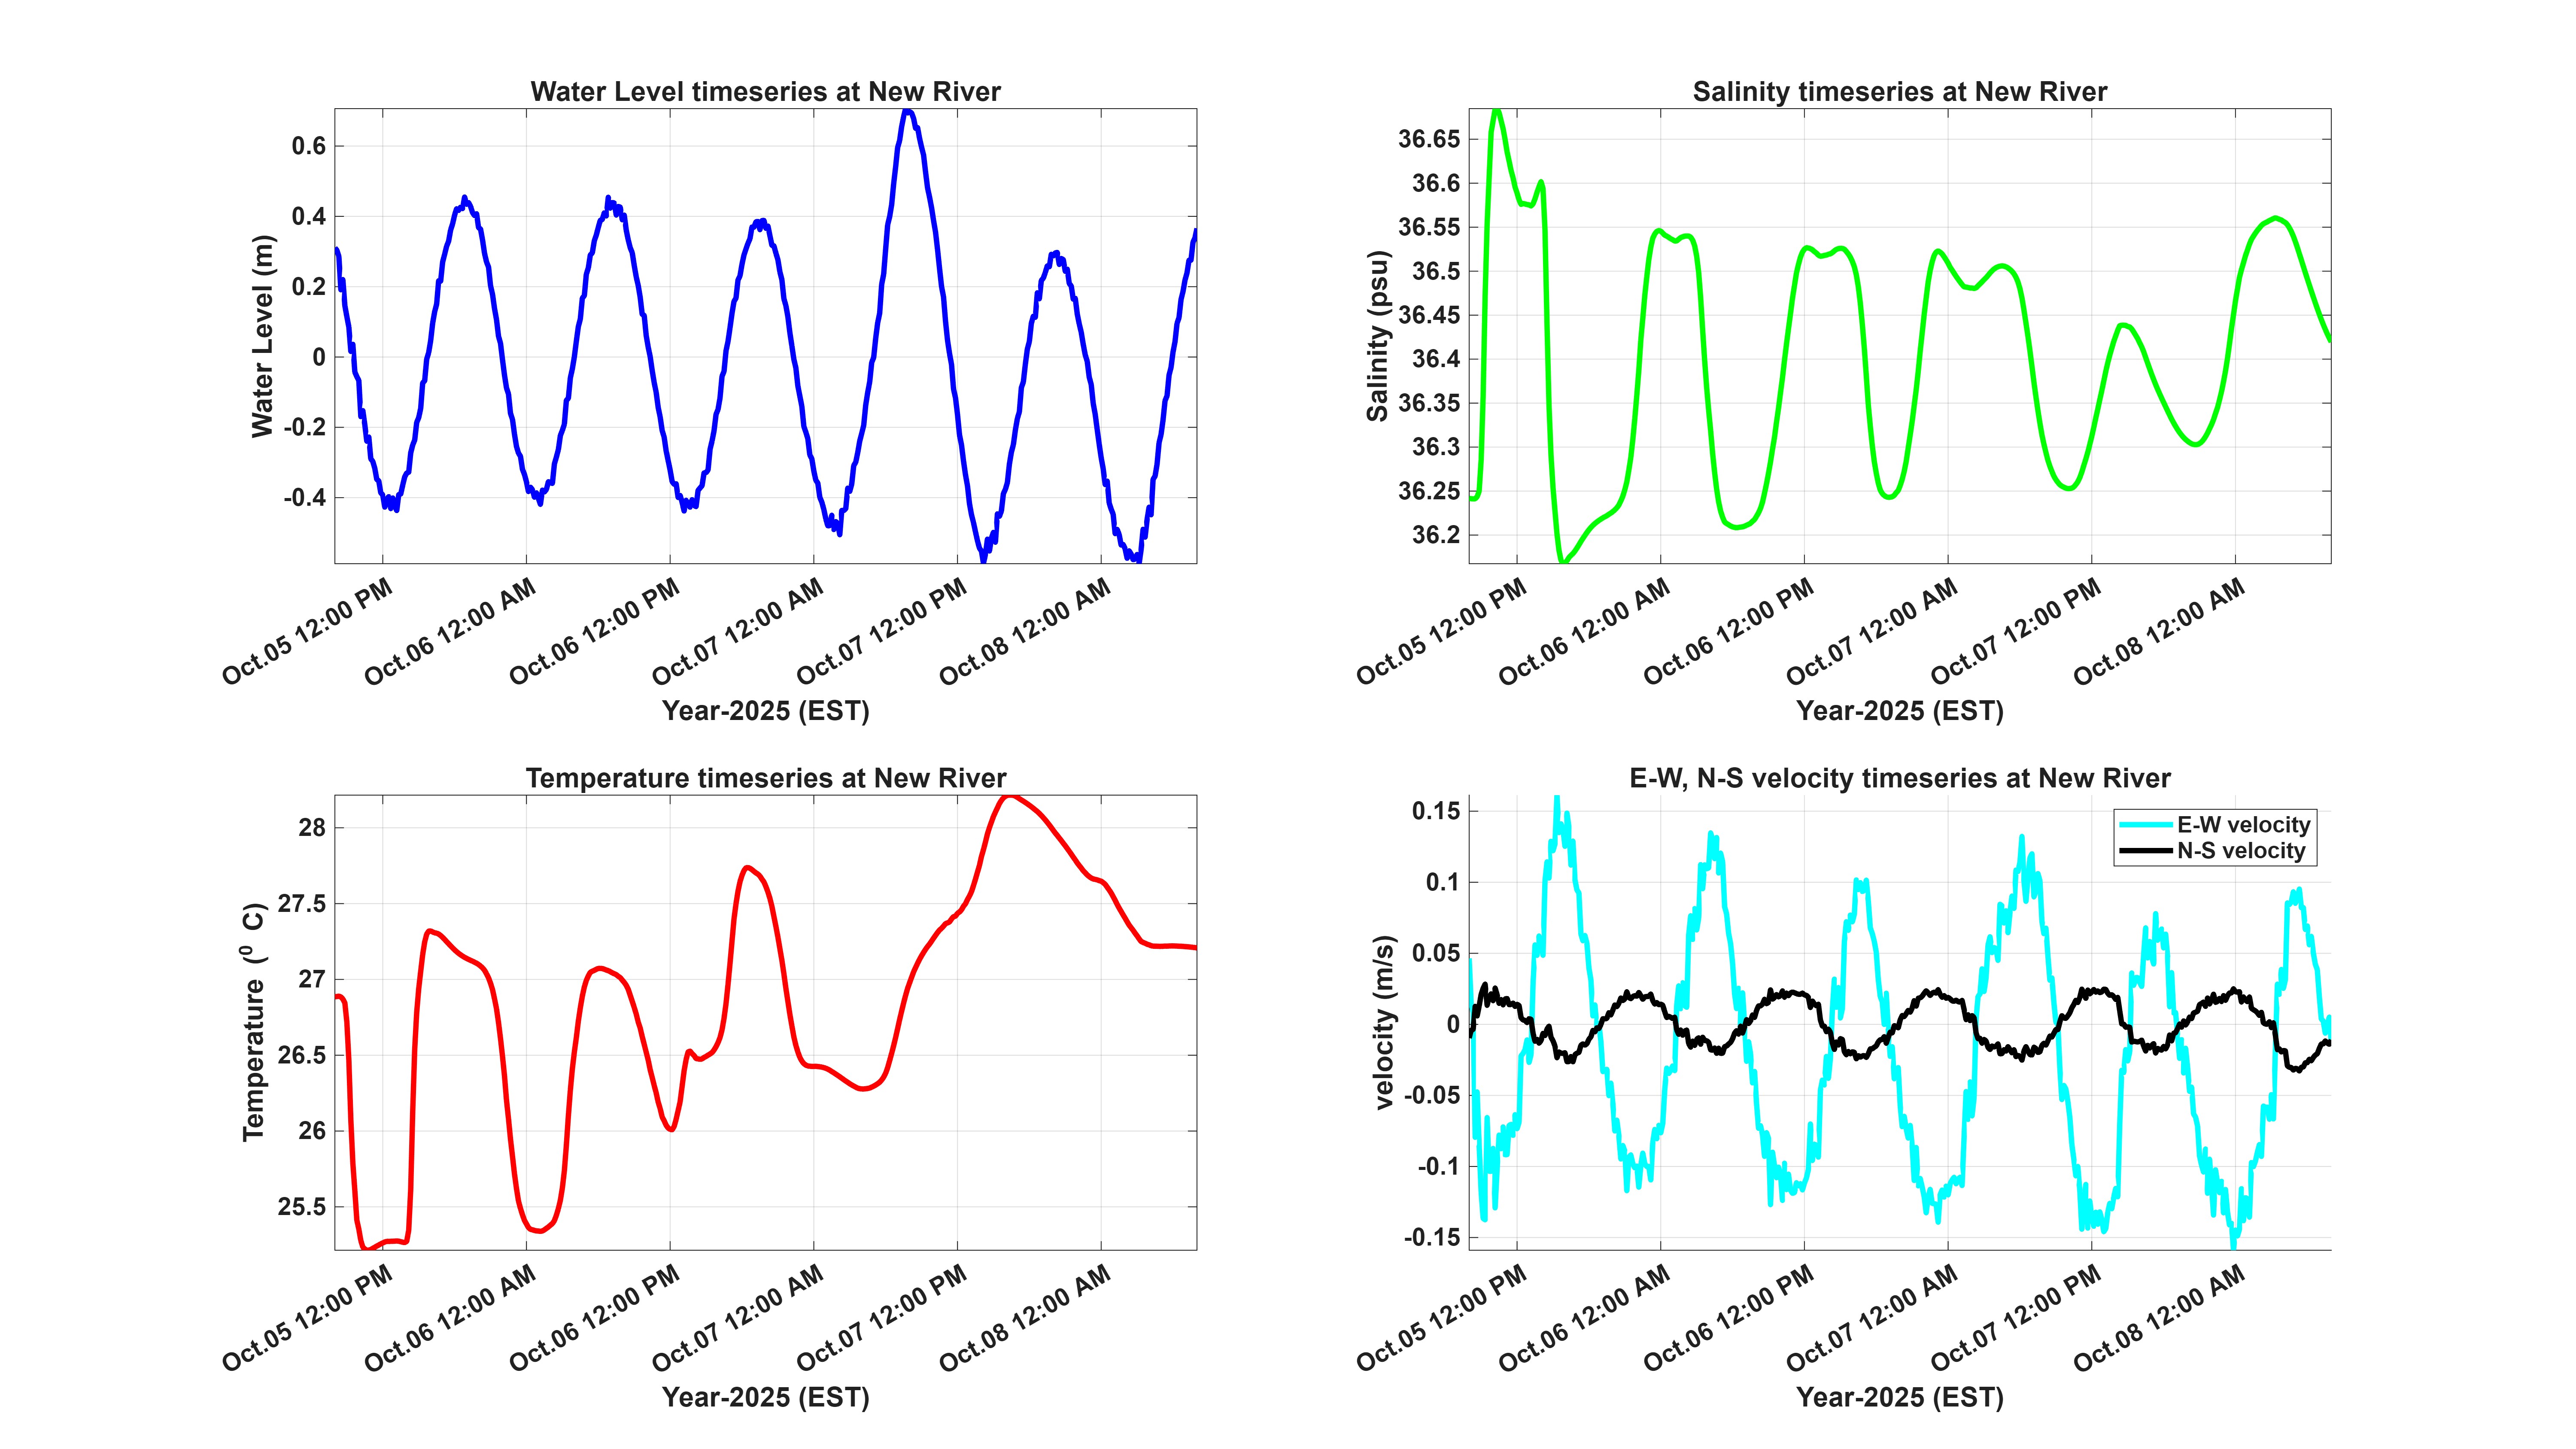 Water Level timeseries at New River
Water Level (m)
0.6
0.4
0.2
0
-0.2
-0.4
Oct.05 12:00 PM
Oct.06 12:00 AM
Oct.06 12:00 PM
Oct.07 12:00 AM
Oct.07 12:00 PM
Oct.08 12:00 AM
Year-2025 (EST)
Salinity timeseries at New River
Salinity (psu)
36.65
36.6
36.55
36.5
36.45
36.4
36.35
36.3
36.25
36.2
Oct.05 12:00 PM
Oct.06 12:00 AM
Oct.06 12:00 PM
Oct.07 12:00 AM
Oct.07 12:00 PM
Oct.08 12:00 AM
Year-2025 (EST)
Temperature timeseries at New River
Temperature (⁰ C)
28
27.5
27
26.5
26
25.5
Oct.05 12:00 PM
Oct.06 12:00 AM
Oct.06 12:00 PM
Oct.07 12:00 AM
Oct.07 12:00 PM
Oct.08 12:00 AM
Year-2025 (EST)
E-W, N-S velocity timeseries at New River
velocity (m/s)
0.15
0.1
0.05
0
-0.05
-0.1
-0.15
E-W velocity
N-S velocity
Oct.05 12:00 PM
Oct.06 12:00 AM
Oct.06 12:00 PM
Oct.07 12:00 AM
Oct.07 12:00 PM
Oct.08 12:00 AM
Year-2025 (EST)